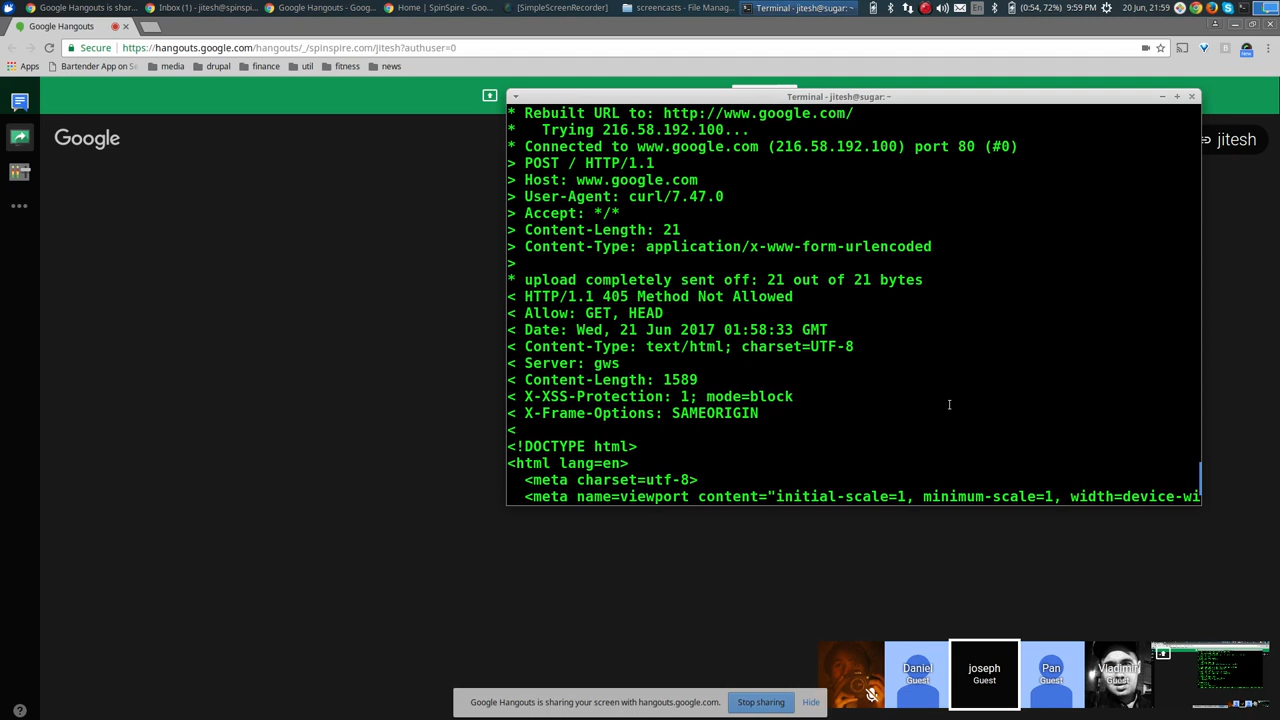 Google Hangouts is shar...
Inbox () - jitesh@spinspi...
Google Hangouts - Goog...
Home | SpinSpire - Goog...
[SimpleScreenRecorder]
screencasts - File Manag...
Terminal - jitesh@sugar: ~
En
(0:54, 72%)
9:59 PM
20 Jun, 21:59
Google Hangouts
Secure
https://hangouts.google.com/hangouts/_/spinspire.com/jitesh?authuser=0
Apps
Bartender App on S
media
drupal
finance
util
fitness
news
Google
jitesh
Terminal - jitesh@sugar: ~
* Rebuilt URL to: http://www.google.com/
*   Trying 216.58.192.100...
* Connected to www.google.com (216.58.192.100) port 80 (#0)
> POST / HTTP/1.1
> Host: www.google.com
> User-Agent: curl/7.47.0
> Accept: */*
> Content-Length: 21
> Content-Type: application/x-www-form-urlencoded
>
* upload completely sent off: 21 out of 21 bytes
< HTTP/1.1 405 Method Not Allowed
< Allow: GET, HEAD
< Date: Wed, 21 Jun 2017 01:58:33 GMT
< Content-Type: text/html; charset=UTF-8
< Server: gws
< Content-Length: 1589
< X-XSS-Protection: 1; mode=block
< X-Frame-Options: SAMEORIGIN
<
<!DOCTYPE html>
<html lang=en>
  <meta charset=utf-8>
  <meta name=viewport content="initial-scale=1, minimum-scale=1, width=device-wi
Daniel
Guest
joseph
Guest
Pan
Guest
Vladimir
Guest
Google Hangouts is sharing your screen with hangouts.google.com.
Stop sharing
Hide